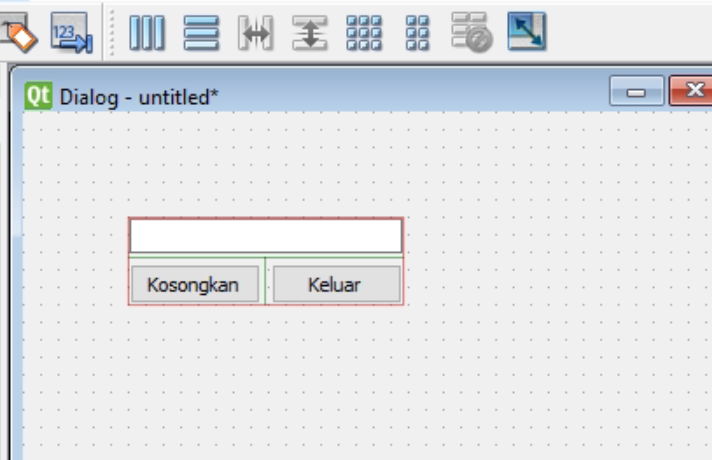 123
Qt Dialog - untitled*
Kosongkan
Keluar